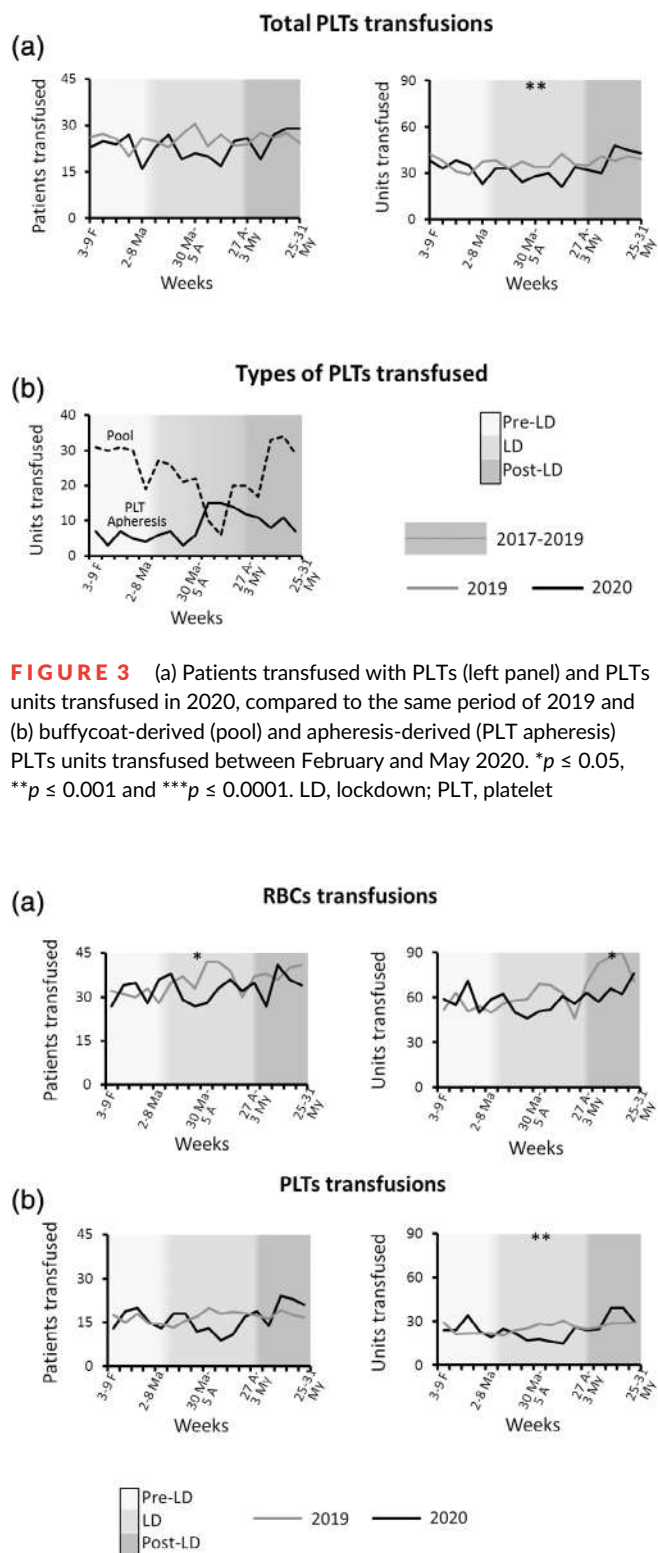 Total PLTs transfusions
(a)
Patients transfused
45
30
15
0
3-9 F
2-8 Ma
30 Ma-
5 A
27 A-
3 My
25-31
My
Weeks
Units transfused
90
60
30
0
**
3-9 F
2-8 Ma
30 Ma-
5 A
27 A-
3 My
25-31
My
Weeks
(b)
Types of PLTs transfused
Units transfused
40
30
20
10
0
Pool
PLT
Apheresis
3-9 F
2-8 Ma
30 Ma-
5 A
27 A-
3 My
25-31
My
Weeks
Pre-LD
LD
Post-LD
2017-2019
2019
2020
FIGURE 3 (a) Patients transfused with PLTs (left panel) and PLTs
units transfused in 2020, compared to the same period of 2019 and
(b) buffycoat-derived (pool) and apheresis-derived (PLT apheresis)
PLTs units transfused between February and May 2020. *p ≤ 0.05,
**p ≤ 0.001 and ***p ≤ 0.0001. LD, lockdown; PLT, platelet
(a)
RBCs transfusions
Patients transfused
45
30
15
0
*
3-9 F
2-8 Ma
30 Ma-
5 A
27 A-
3 My
25-31
My
Weeks
Units transfused
90
60
30
0
*
3-9 F
2-8 Ma
30 Ma-
5 A
27 A-
3 My
25-31
My
Weeks
(b)
PLTs transfusions
Patients transfused
45
30
15
0
3-9 F
2-8 Ma
30 Ma-
5 A
27 A-
3 My
25-31
My
Weeks
Units transfused
90
60
30
0
**
3-9 F
2-8 Ma
30 Ma-
5 A
27 A-
3 My
25-31
My
Weeks
Pre-LD
LD
Post-LD
2019
2020